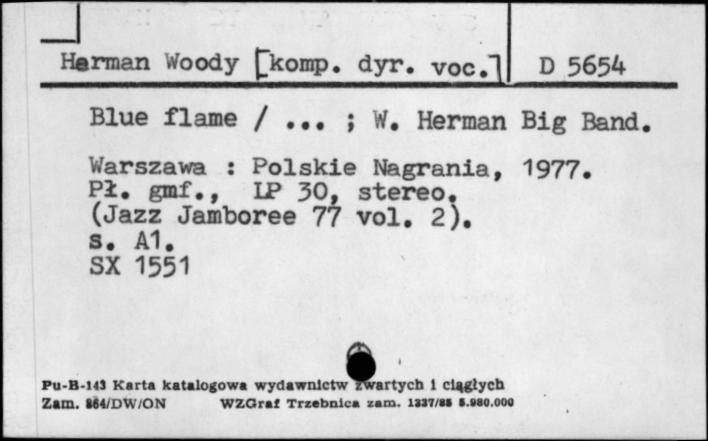 Herman Woody [komp. dyr. voc.] D 5654
Blue flame / ... ; W. Herman Big Band.
Warszawa : Polskie Nagrania, 1977.
Pł. gmf., LP 30, stereo.
(Jazz Jamboree 77 vol. 2).
s. A1.
SX 1551
Pu-B-143 Karta katalogowa wydawnictw zwartych i ciągłych
Zam. 864/DW/ON WZGraf Trzebnica zam. 1337/85 5.980.000